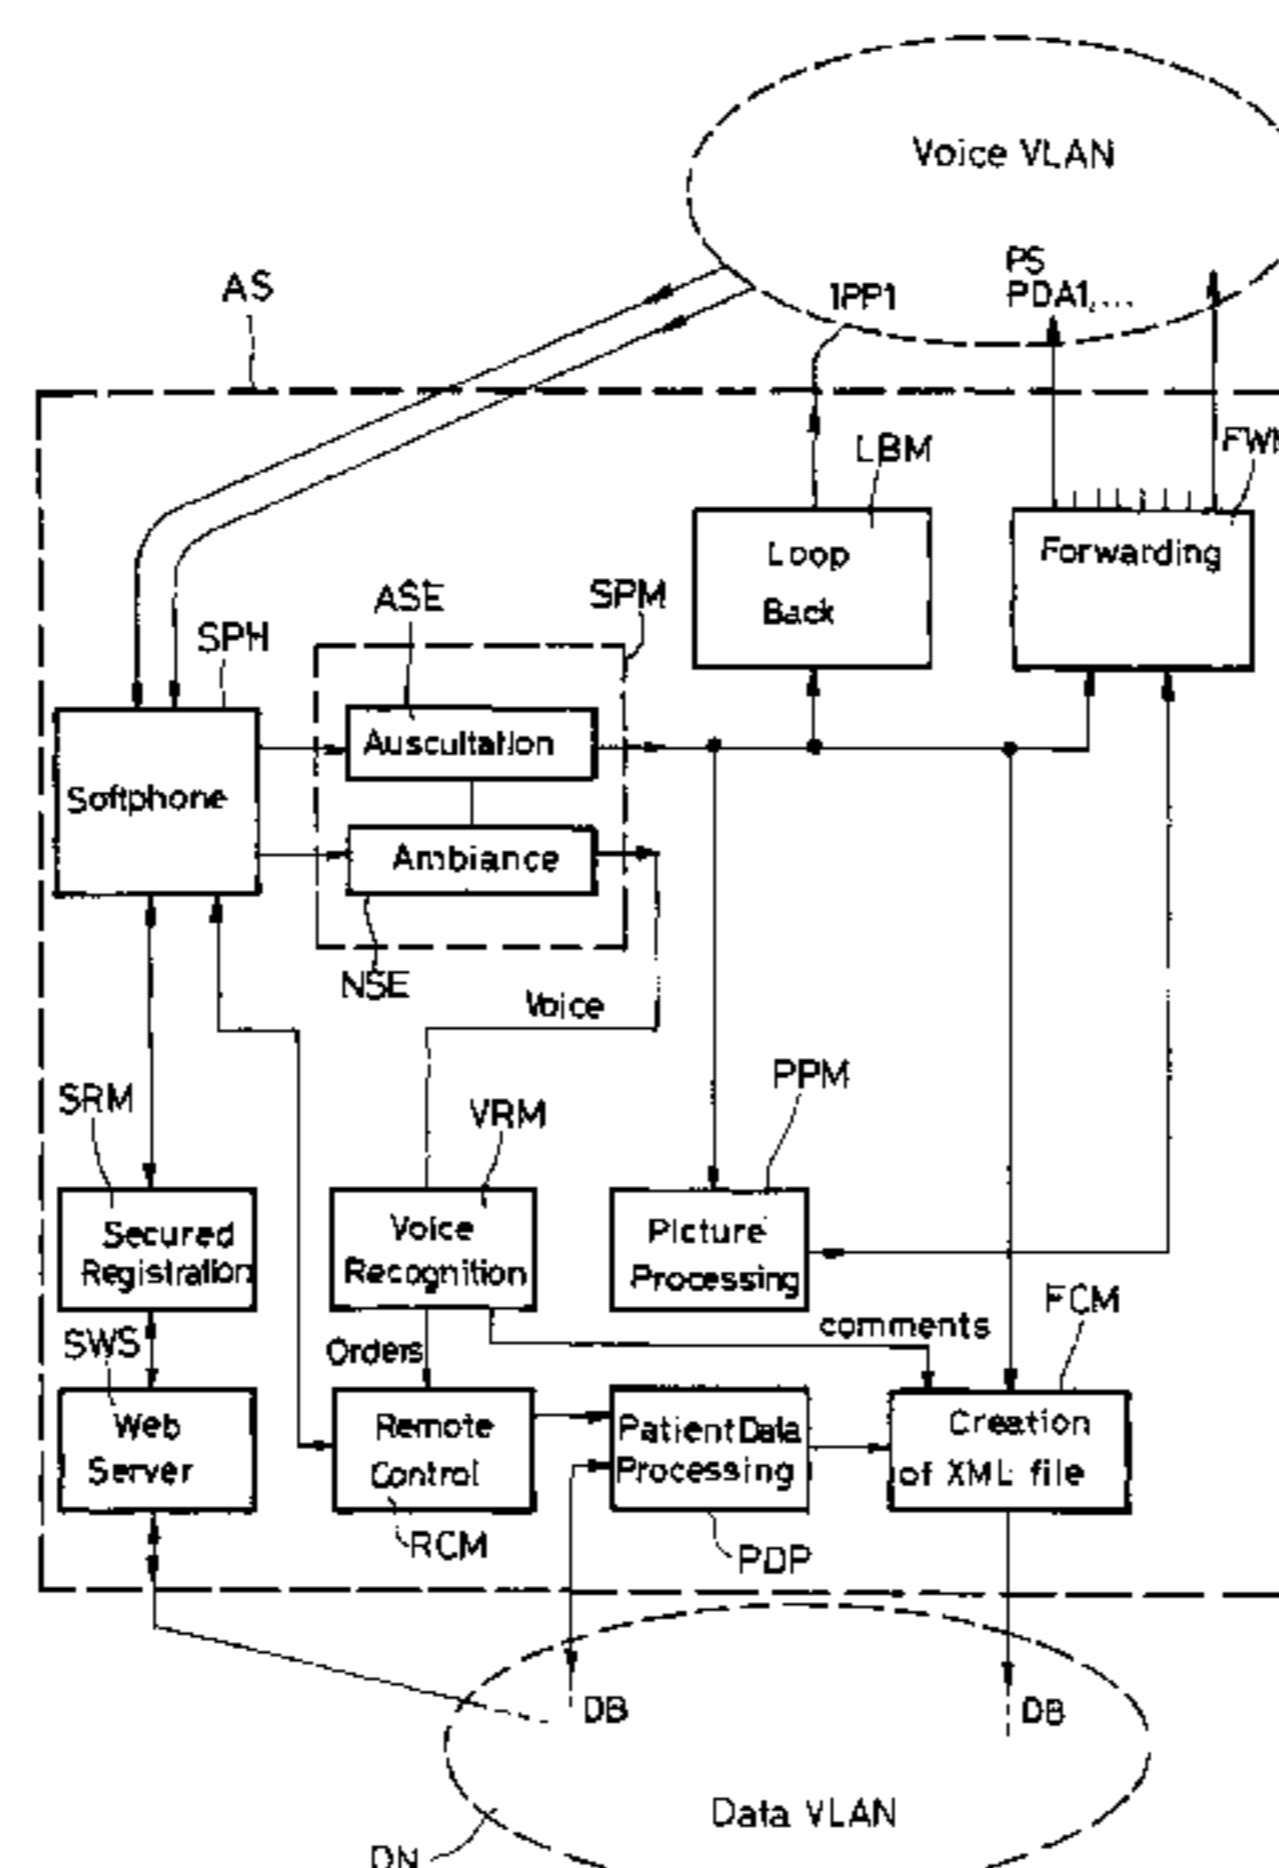 Voice VLAN
PS
IPP1
PDA1,...
AS
LBM
Loop
Back
Forwarding
ASE
SPM
SPH
Auscultation
Softphone
Ambiance
NSE
Voice
PPM
SRM
VRM
Secured
Registration
Voice
Recognition
Picture
Processing
FCM
comments
SWS
Orders
Web
Server
Remote
Control
Patient Data
Processing
Creation
of XML file
RCM
PDP
DB
DB
Data VLAN
DN